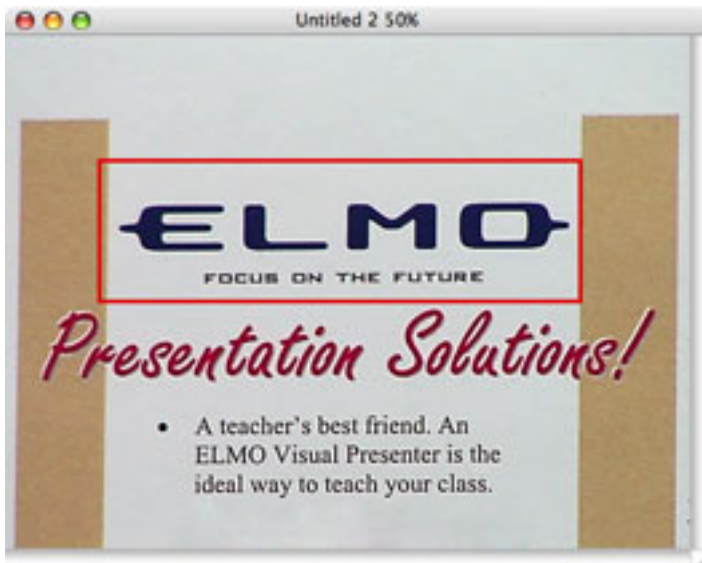 Untitled 2 50%
ELMO
FOCUS ON THE FUTURE
Presentation Solutions!
• A teacher's best friend. An
ELMO Visual Presenter is the
ideal way to teach your class.